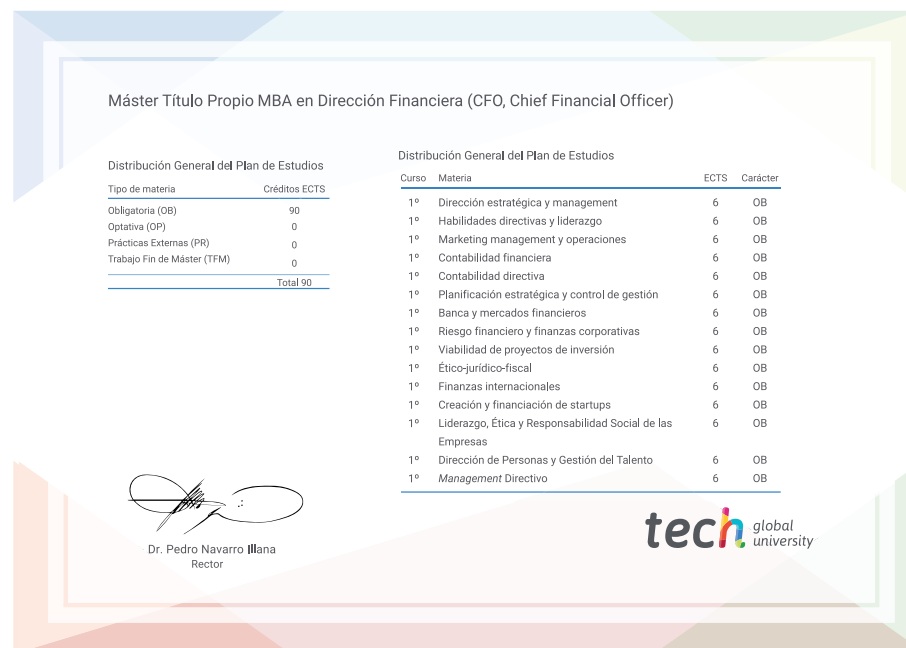 Máster Título Propio MBA en Dirección Financiera (CFO, Chief Financial Officer)
Distribución General del Plan de Estudios
Tipo de materia Créditos ECTS
Obligatoria (OB) 90
Optativa (OP) 0
Prácticas Externas (PR) 0
Trabajo Fin de Máster (TFM) 0
Total 90
Distribución General del Plan de Estudios
Curso Materia ECTS Carácter
1º Dirección estratégica y management 6 OB
1º Habilidades directivas y liderazgo 6 OB
1º Marketing management y operaciones 6 OB
1º Contabilidad financiera 6 OB
1º Contabilidad directiva 6 OB
1º Planificación estratégica y control de gestión 6 OB
1º Banca y mercados financieros 6 OB
1º Riesgo financiero y finanzas corporativas 6 OB
1º Viabilidad de proyectos de inversión 6 OB
1º Ético-jurídico-fiscal 6 OB
1º Finanzas internacionales 6 OB
1º Creación y financiación de startups 6 OB
1º Liderazgo, Ética y Responsabilidad Social de las 6 OB
Empresas
1º Dirección de Personas y Gestión del Talento 6 OB
1º Management Directivo 6 OB
Dr. Pedro Navarro Illana
Rector
tech global
university